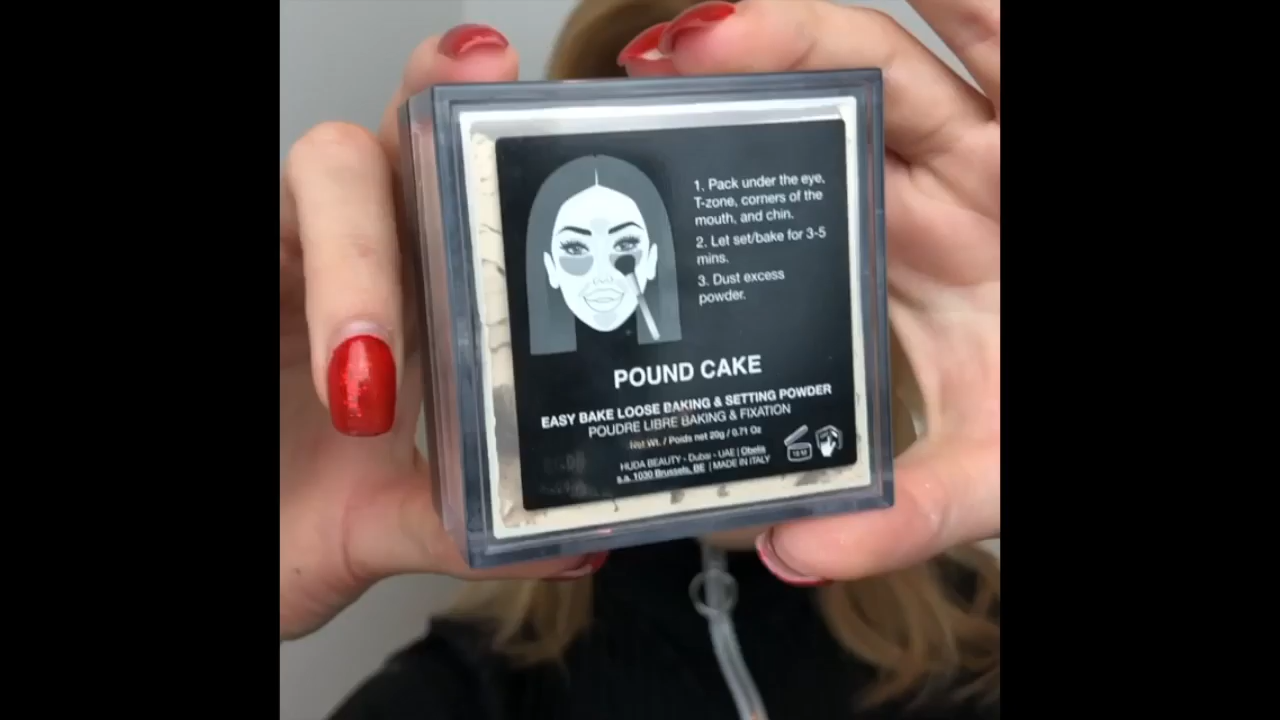 1. Pack under the eye,
T-zone, corners of the
mouth, and chin.
2. Let set/bake for 3-5
mins.
3. Dust excess
powder.
POUND CAKE
EASY BAKE LOOSE BAKING & SETTING POWDER
POUDRE LIBRE BAKING & FIXATION
Net Wt. / Poids net 20g / 0.71 Oz
HUDA BEAUTY - Dubai - UAE | Obelis
s.a. 1030 Brussels, BE | MADE IN ITALY